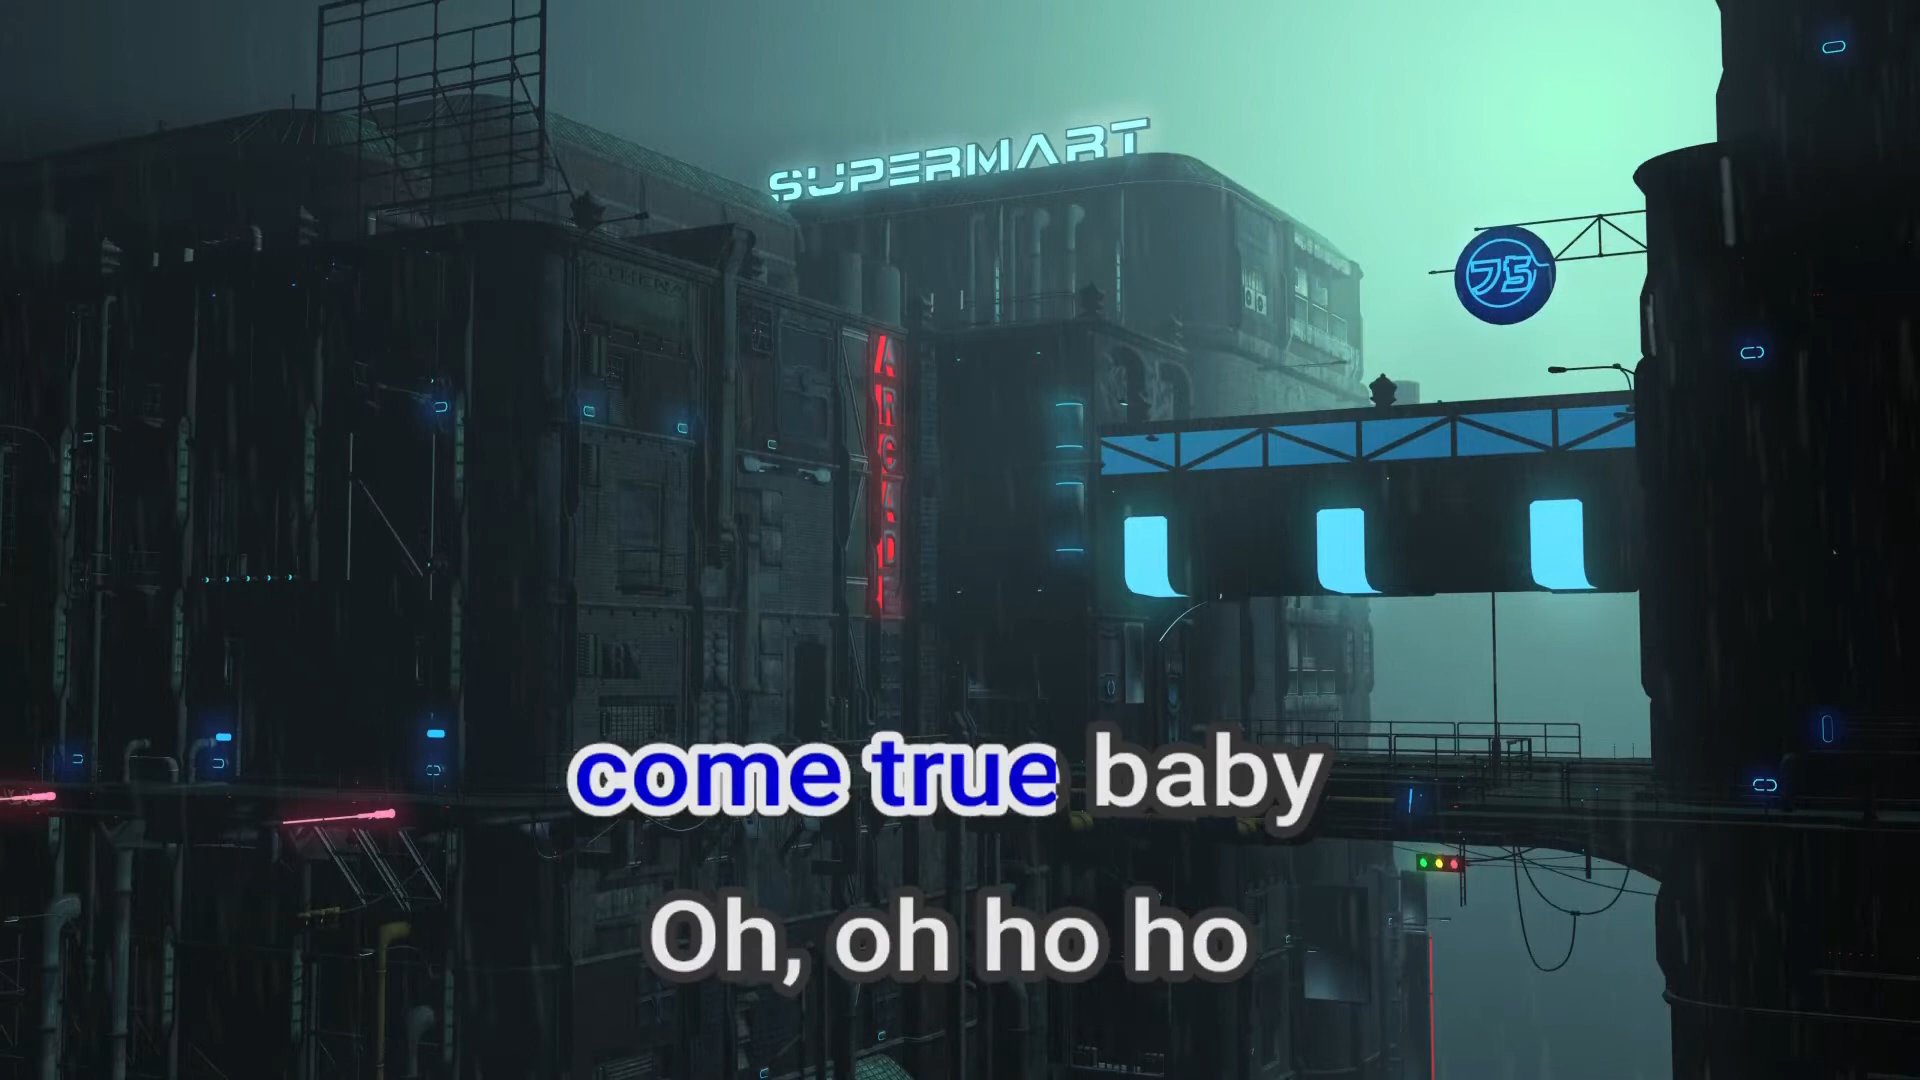 SUPERMART
75
ARCADE
come true baby
Oh, oh ho ho